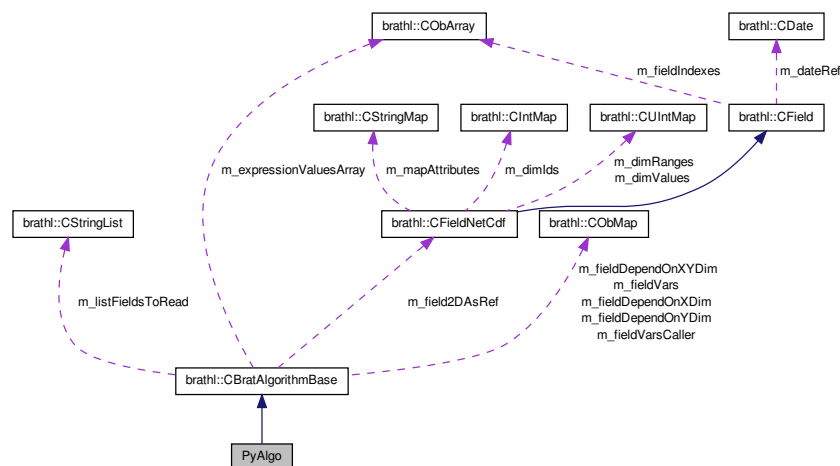 brathl::CObArray
brathl::CDate
m_fieldIndexes
m_dateRef
brathl::CStringMap
brathl::CIntMap
brathl::CUIntMap
brathl::CField
m_expressionValuesArray
m_mapAttributes
m_dimIds
m_dimRanges
m_dimValues
brathl::CStringList
brathl::CFieldNetCdf
brathl::CObMap
m_listFieldsToRead
m_field2DAsRef
m_fieldDependOnXYDim
m_fieldVars
m_fieldDependOnXDim
m_fieldDependOnYDim
m_fieldVarsCaller
brathl::CBratAlgorithmBase
PyAlgo